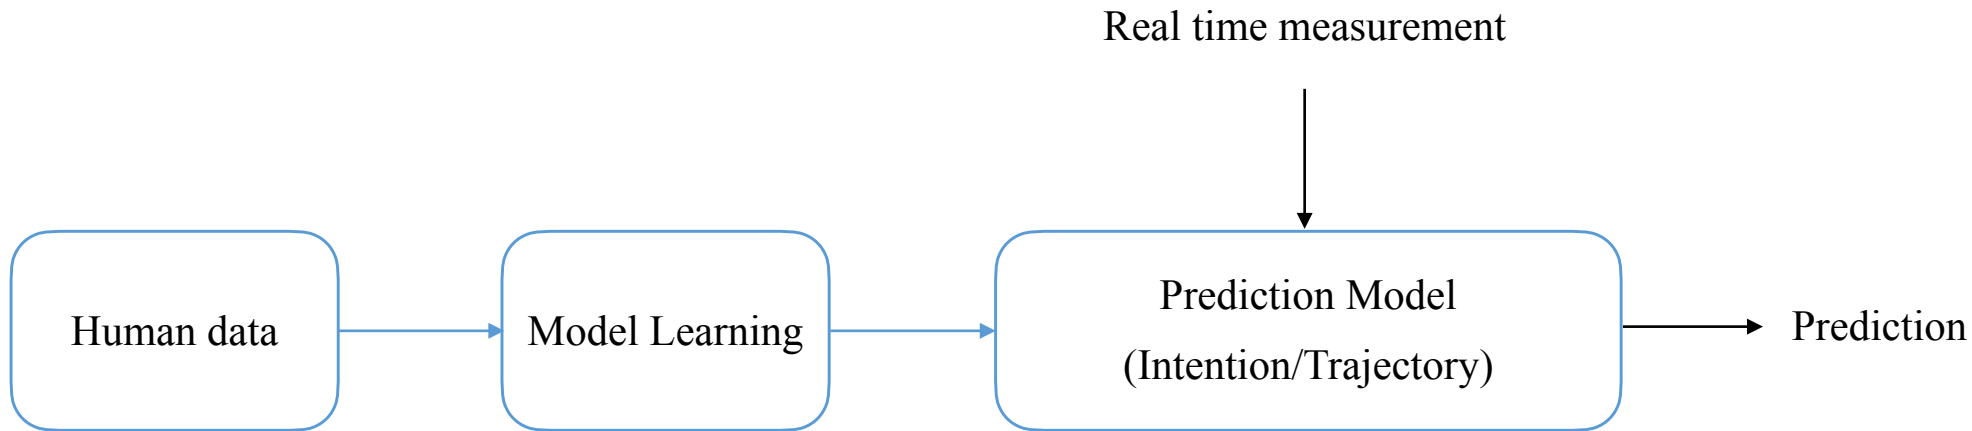 Real time measurement
Human data
Model Learning
Prediction Model
(Intention/Trajectory)
Prediction